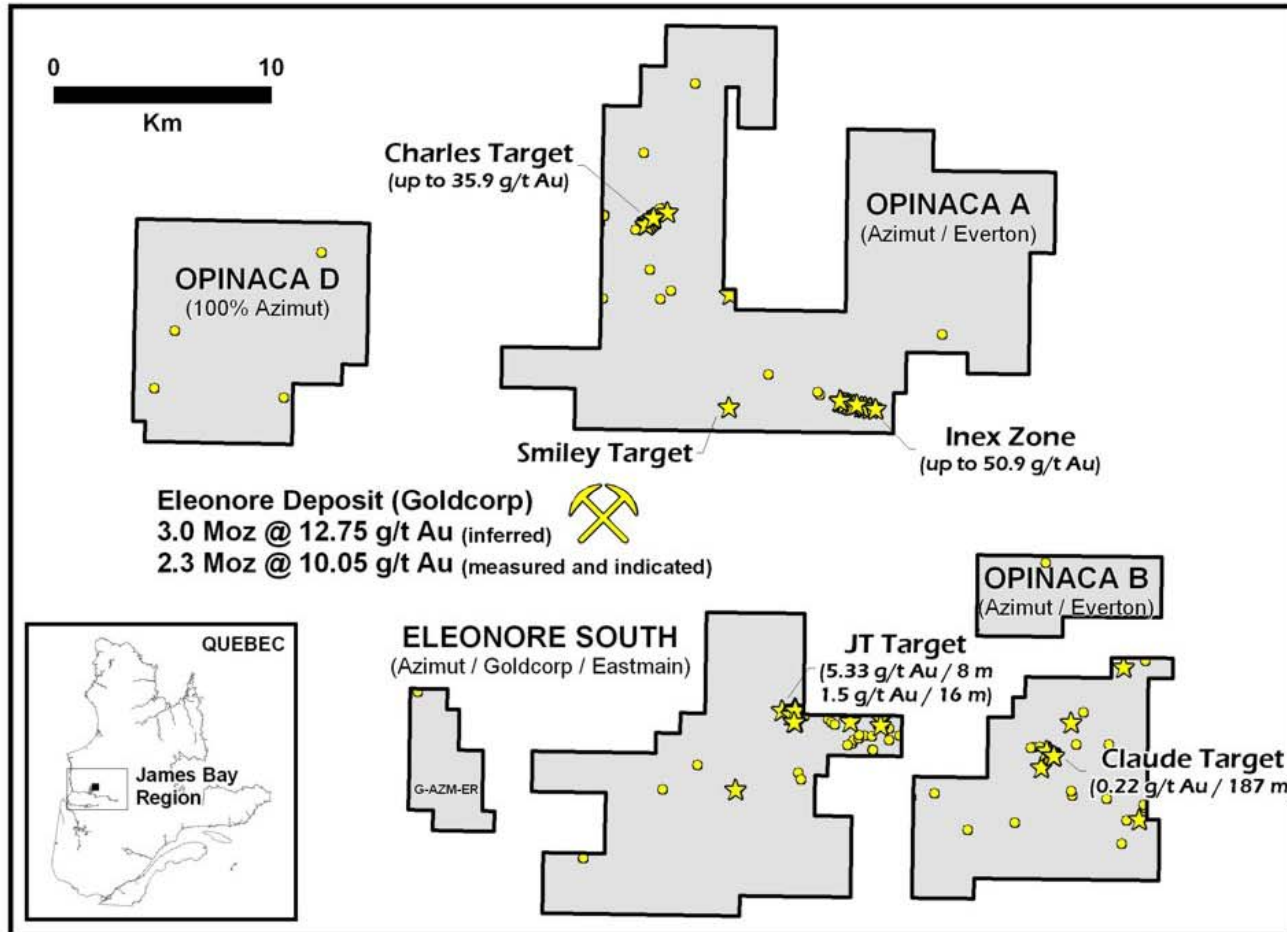 0 10
Km
Charles Target
(up to 35.9 g/t Au)
OPINACA A
(Azimut / Everton)
OPINACA D
(100% Azimut)
Smiley Target
Inex Zone
(up to 50.9 g/t Au)
Eleonore Deposit (Goldcorp)
3.0 Moz @ 12.75 g/t Au (inferred)
2.3 Moz @ 10.05 g/t Au (measured and indicated)
OPINACA B
(Azimut / Everton)
QUEBEC
James Bay
Region
ELEONORE SOUTH
(Azimut / Goldcorp / Eastmain)
G-AZM-ER
JT Target
(5.33 g/t Au / 8 m
1.5 g/t Au / 16 m)
Claude Target
(0.22 g/t Au / 187 m